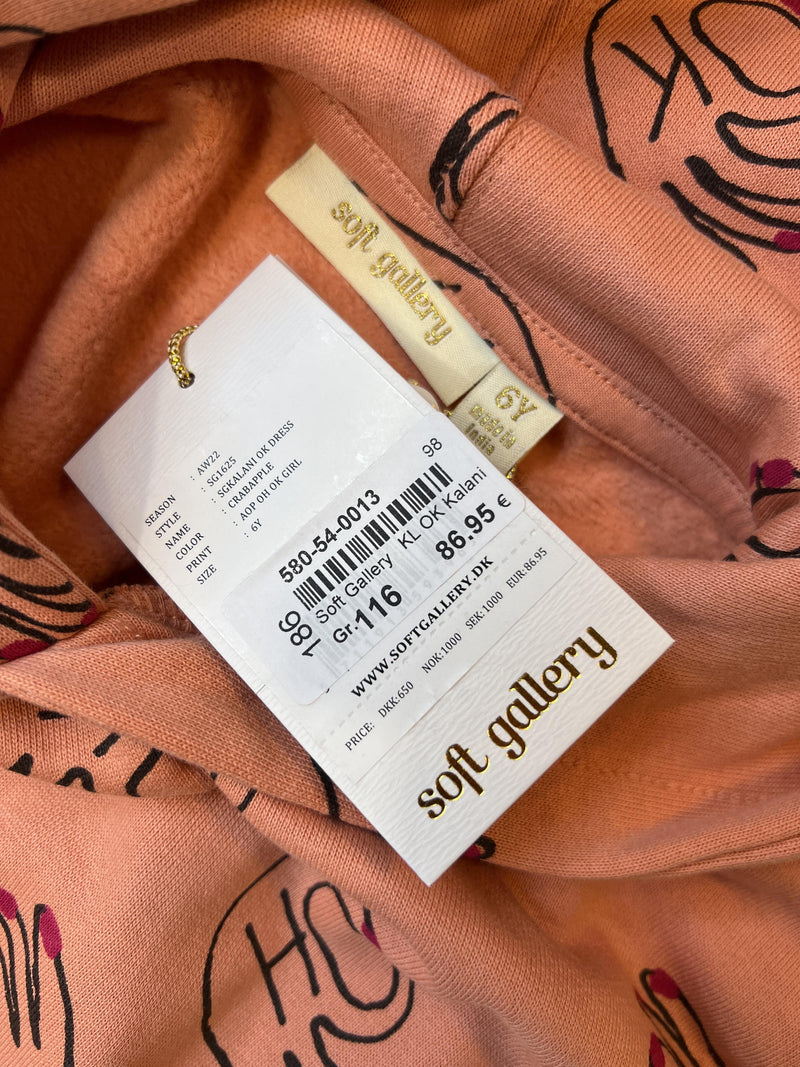 soft gallery
6Y
Made in
India
SEASON : AW22
STYLE : SG1625
NAME : SGKALANI OK DRESS
COLOR : CRABAPPLE
PRINT : AOP OH OK GIRL
SIZE : 6Y
98
580-54-0013
186
Soft Gallery KL OK Kalani
Gr. 116 86.95 €
WWW.SOFTGALLERY.DK
PRICE: DKK:650 NOK:1000 SEK:1000 EUR:86.95
soft gallery